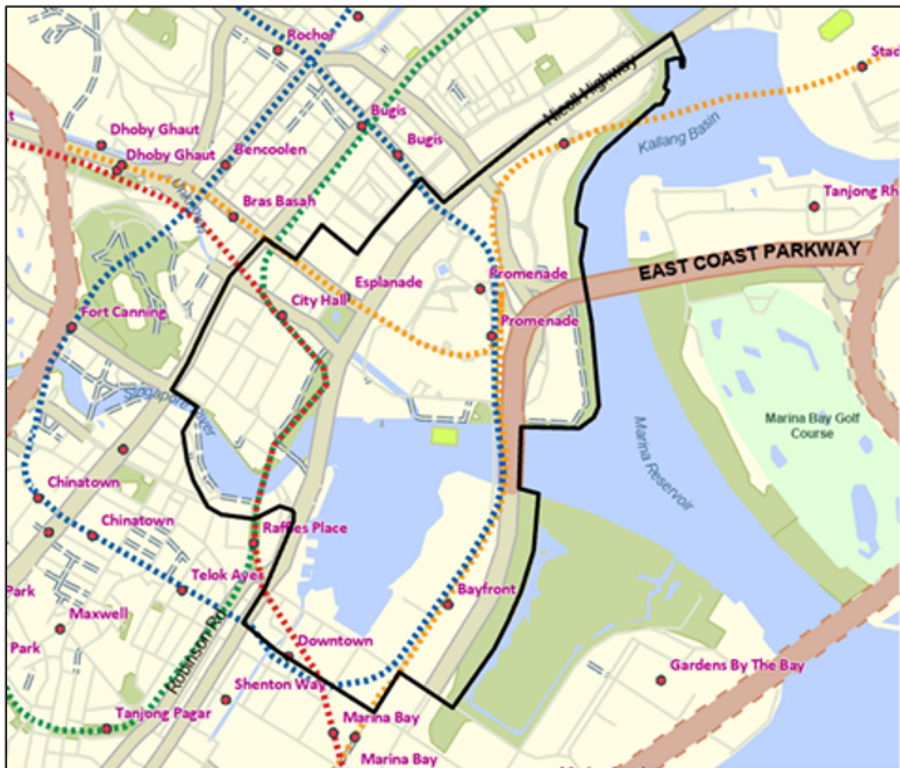 Rochor
Stad
Nicoll Highway
Bugis
t
Dhoby Ghaut
Bugis
Kallang Basin
Dhoby Ghaut
Bencoolen
Tanjong Rh
Bras Basah
EAST COAST PARKWAY
Promenade
Esplanade
City Hall
Fort Canning
Promenade
Singapore River
Marina Bay Golf
Course
Marina Reservoir
Chinatown
Chinatown
Raffles Place
Telok Ayer
Park
Bayfront
Maxwell
Robinson Rd
Downtown
Park
Gardens By The Bay
Shenton Way
Tanjong Pagar
Marina Bay
Marina Bay